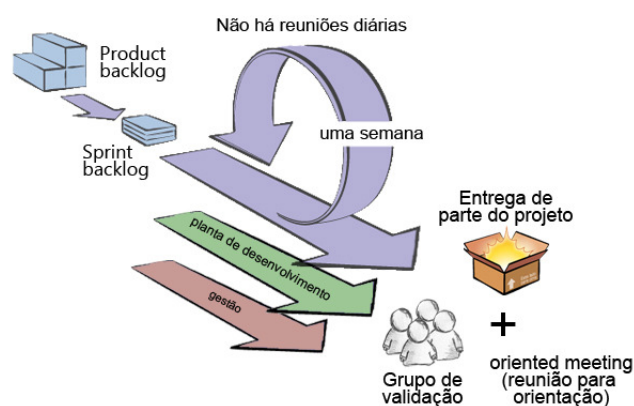 Não há reuniões diárias
Product
backlog
uma semana
Sprint
backlog
Entrega de
parte do projeto
planta de desenvolvimento
gestão
+
Grupo de
validação
oriented meeting
(reunião para
orientação)